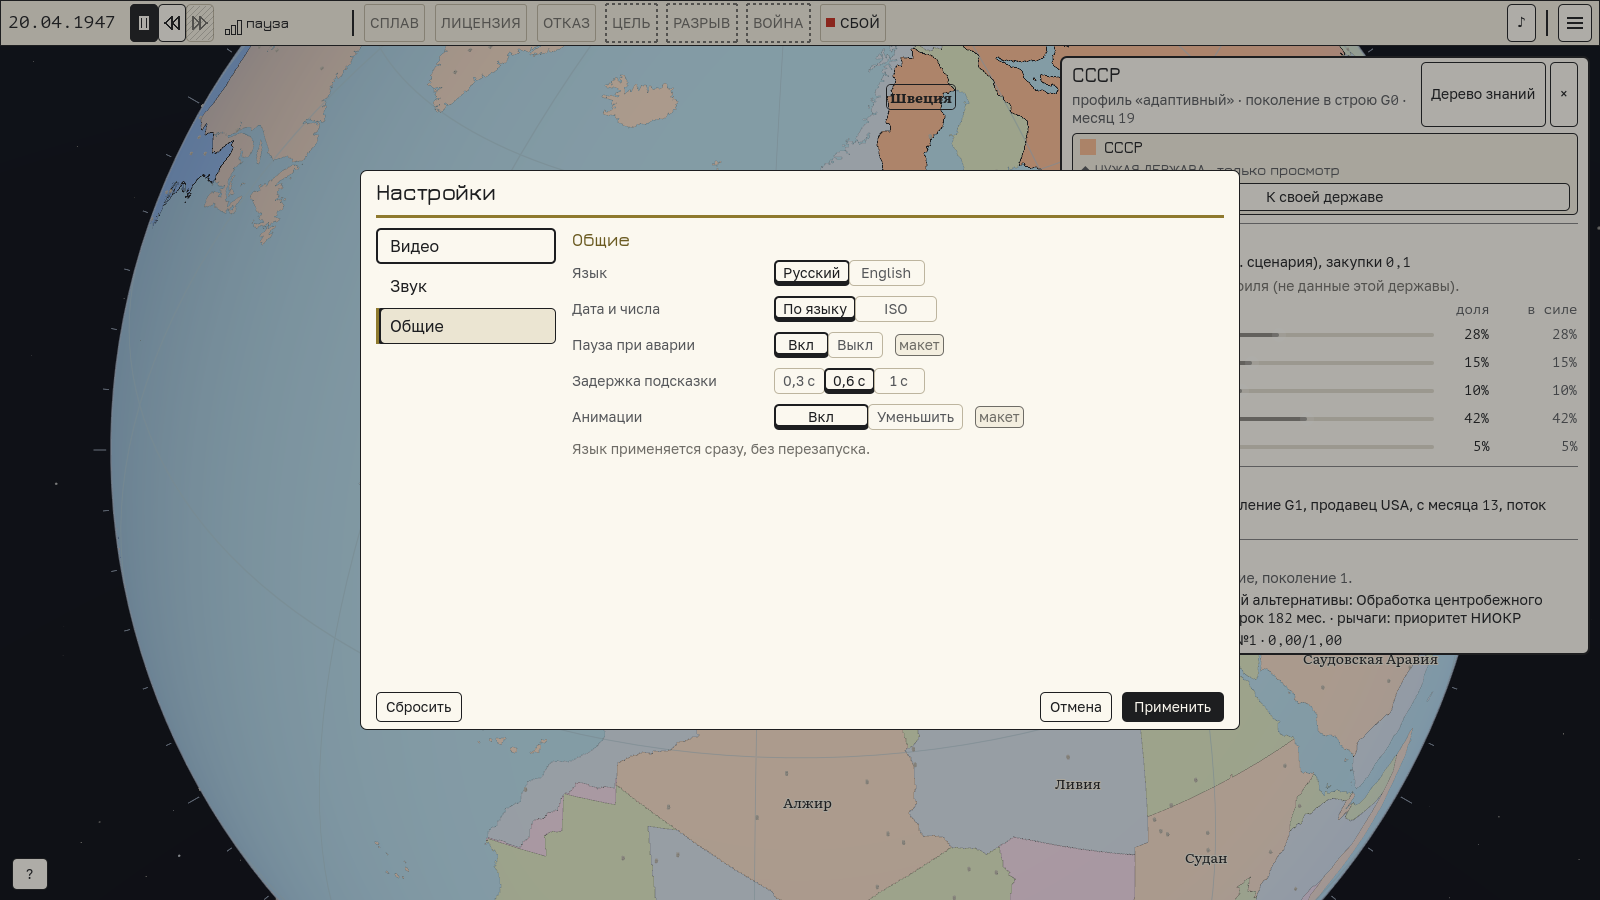 20.04.1947 пауза СПЛАВ ЛИЦЕНЗИЯ ОТКАЗ ЦЕЛЬ РАЗРЫВ ВОЙНА СБОЙ ♪
Швеция
СССР
профиль «адаптивный» · поколение в строю G0 ·
месяц 19
Дерево знаний ×
СССР
только просмотр
К своей державе
Настройки
Видео
Звук
Общие
Общие
Язык Русский English
Дата и числа По языку ISO
Пауза при аварии Вкл Выкл макет
Задержка подсказки 0,3 с 0,6 с 1 с
Анимации Вкл Уменьшить макет
Язык применяется сразу, без перезапуска.
Сбросить Отмена Применить
. сценария), закупки 0,1
(не данные этой державы).
доля в силе
28% 28%
15% 15%
10% 10%
42% 42%
5% 5%
G1, продавец USA, с месяца 13, поток
поколение 1.
альтернативы: Обработка центробежного
182 мес. · рычаги: приоритет НИОКР
№1 · 0,00/1,00
Саудовская Аравия
Ливия
Алжир
Судан
?